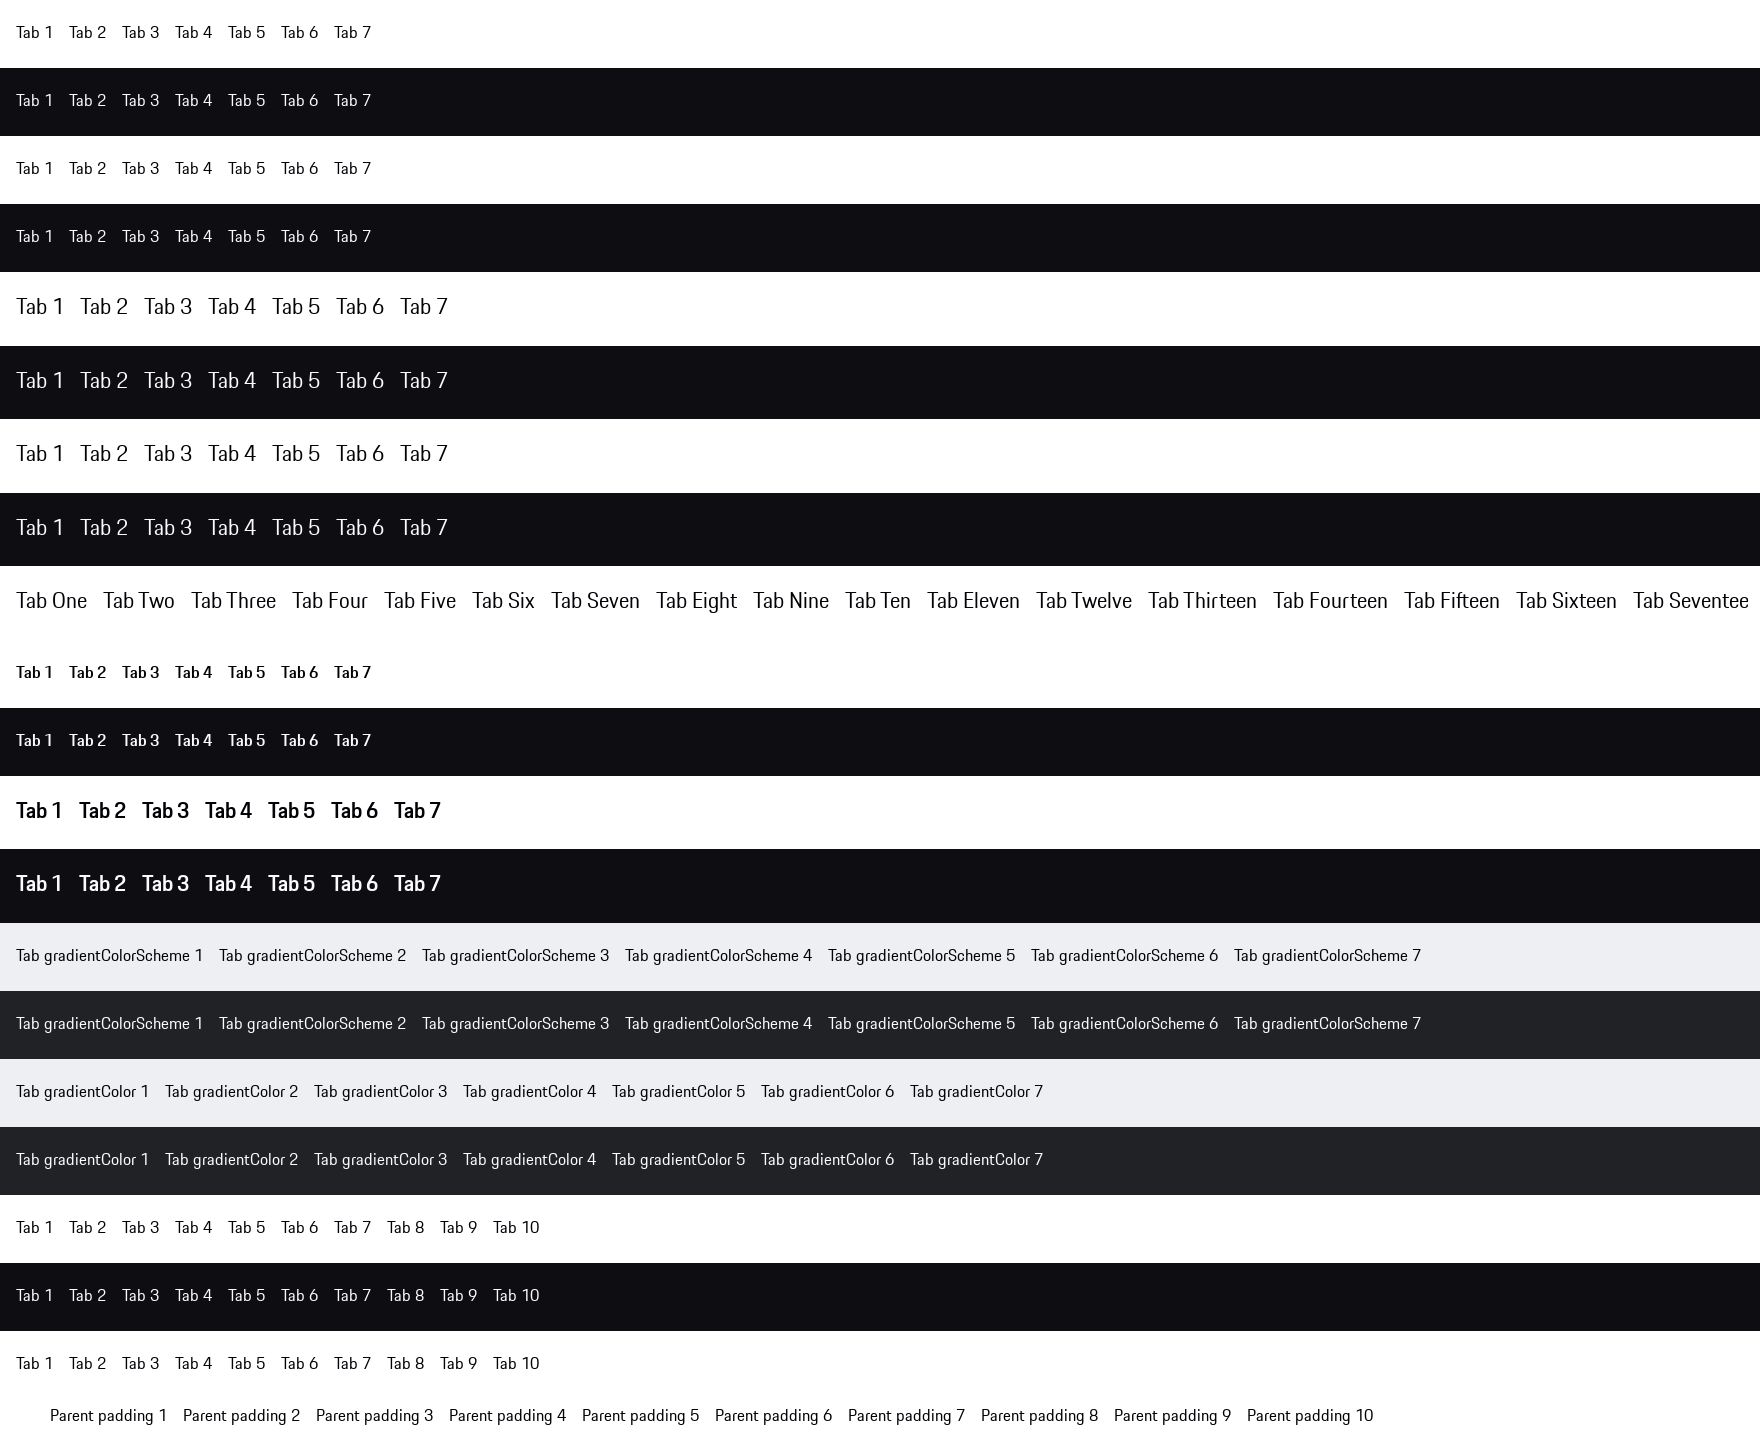 Tab 1 Tab 2 Tab 3 Tab 4 Tab 5 Tab 6 Tab 7
Tab 1 Tab 2 Tab 3 Tab 4 Tab 5 Tab 6 Tab 7
Tab 1 Tab 2 Tab 3 Tab 4 Tab 5 Tab 6 Tab 7
Tab 1 Tab 2 Tab 3 Tab 4 Tab 5 Tab 6 Tab 7
Tab 1 Tab 2 Tab 3 Tab 4 Tab 5 Tab 6 Tab 7
Tab 1 Tab 2 Tab 3 Tab 4 Tab 5 Tab 6 Tab 7
Tab 1 Tab 2 Tab 3 Tab 4 Tab 5 Tab 6 Tab 7
Tab 1 Tab 2 Tab 3 Tab 4 Tab 5 Tab 6 Tab 7
Tab One Tab Two Tab Three Tab Four Tab Five Tab Six Tab Seven Tab Eight Tab Nine Tab Ten Tab Eleven Tab Twelve Tab Thirteen Tab Fourteen Tab Fifteen Tab Sixteen Tab Seventee
Tab 1 Tab 2 Tab 3 Tab 4 Tab 5 Tab 6 Tab 7
Tab 1 Tab 2 Tab 3 Tab 4 Tab 5 Tab 6 Tab 7
Tab 1 Tab 2 Tab 3 Tab 4 Tab 5 Tab 6 Tab 7
Tab 1 Tab 2 Tab 3 Tab 4 Tab 5 Tab 6 Tab 7
Tab gradientColorScheme 1 Tab gradientColorScheme 2 Tab gradientColorScheme 3 Tab gradientColorScheme 4 Tab gradientColorScheme 5 Tab gradientColorScheme 6 Tab gradientColorScheme 7
Tab gradientColorScheme 1 Tab gradientColorScheme 2 Tab gradientColorScheme 3 Tab gradientColorScheme 4 Tab gradientColorScheme 5 Tab gradientColorScheme 6 Tab gradientColorScheme 7
Tab gradientColor 1 Tab gradientColor 2 Tab gradientColor 3 Tab gradientColor 4 Tab gradientColor 5 Tab gradientColor 6 Tab gradientColor 7
Tab gradientColor 1 Tab gradientColor 2 Tab gradientColor 3 Tab gradientColor 4 Tab gradientColor 5 Tab gradientColor 6 Tab gradientColor 7
Tab 1 Tab 2 Tab 3 Tab 4 Tab 5 Tab 6 Tab 7 Tab 8 Tab 9 Tab 10
Tab 1 Tab 2 Tab 3 Tab 4 Tab 5 Tab 6 Tab 7 Tab 8 Tab 9 Tab 10
Tab 1 Tab 2 Tab 3 Tab 4 Tab 5 Tab 6 Tab 7 Tab 8 Tab 9 Tab 10
Parent padding 1 Parent padding 2 Parent padding 3 Parent padding 4 Parent padding 5 Parent padding 6 Parent padding 7 Parent padding 8 Parent padding 9 Parent padding 10